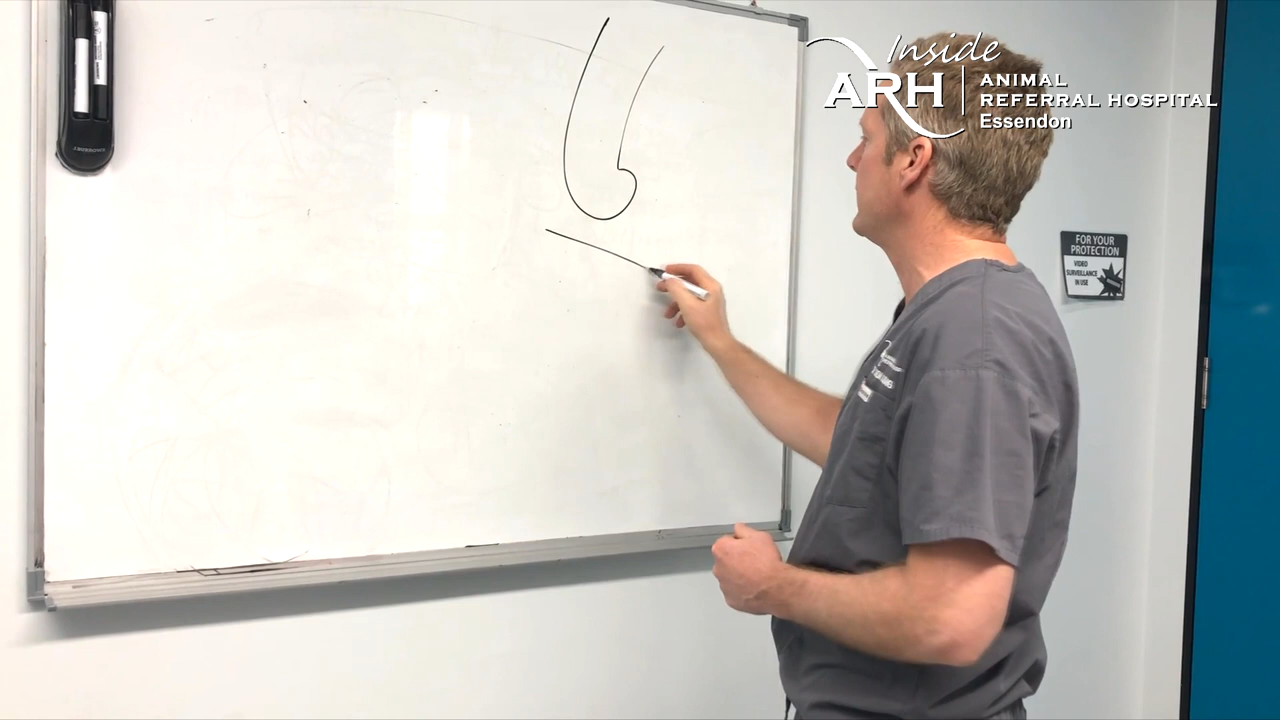 Inside
ARH
ANIMAL
REFERRAL HOSPITAL
Essendon
FOR YOUR
PROTECTION
VIDEO
SURVEILLANCE
IN USE